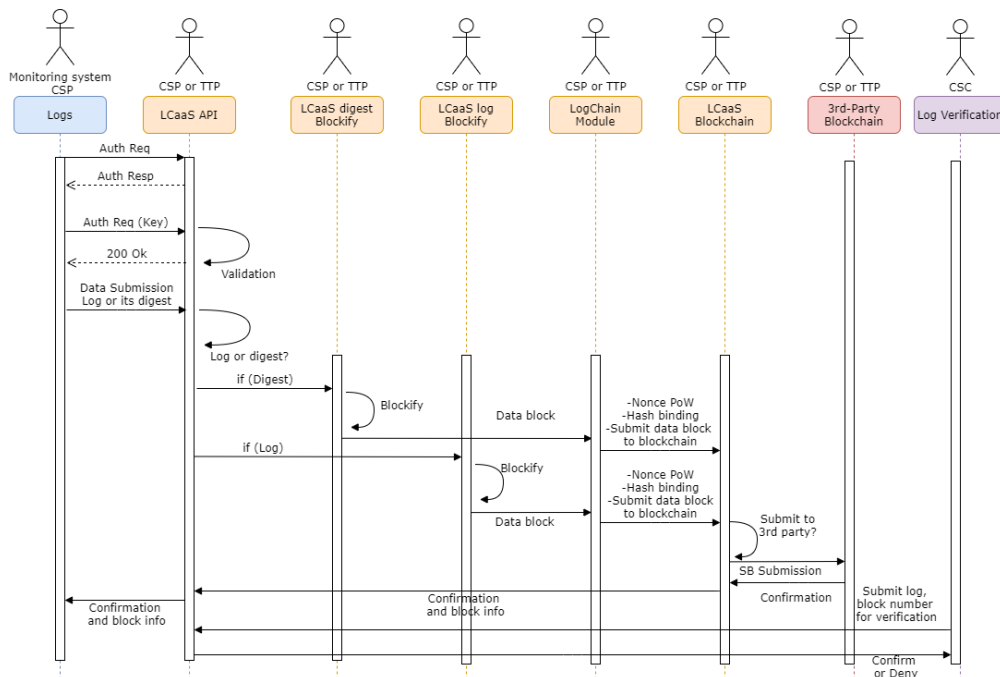 Monitoring system
CSP
CSP or TTP
CSP or TTP
CSP or TTP
CSP or TTP
CSP or TTP
CSP or TTP
CSC
Logs
LCaaS API
LCaaS digest
Blockify
LCaaS log
Blockify
LogChain
Module
LCaaS
Blockchain
3rd-Party
Blockchain
Log Verification
Auth Req
Auth Resp
Auth Req (Key)
200 Ok
Validation
Data Submission
Log or its digest
Log or digest?
if (Digest)
Blockify
Data block
-Nonce PoW
-Hash binding
-Submit data block
to blockchain
if (Log)
Blockify
Data block
-Nonce PoW
-Hash binding
-Submit data block
to blockchain
Submit to
3rd party?
SB Submission
Confirmation
Confirmation
and block info
Confirmation
and block info
Submit log,
block number
for verification
Confirm
or Deny